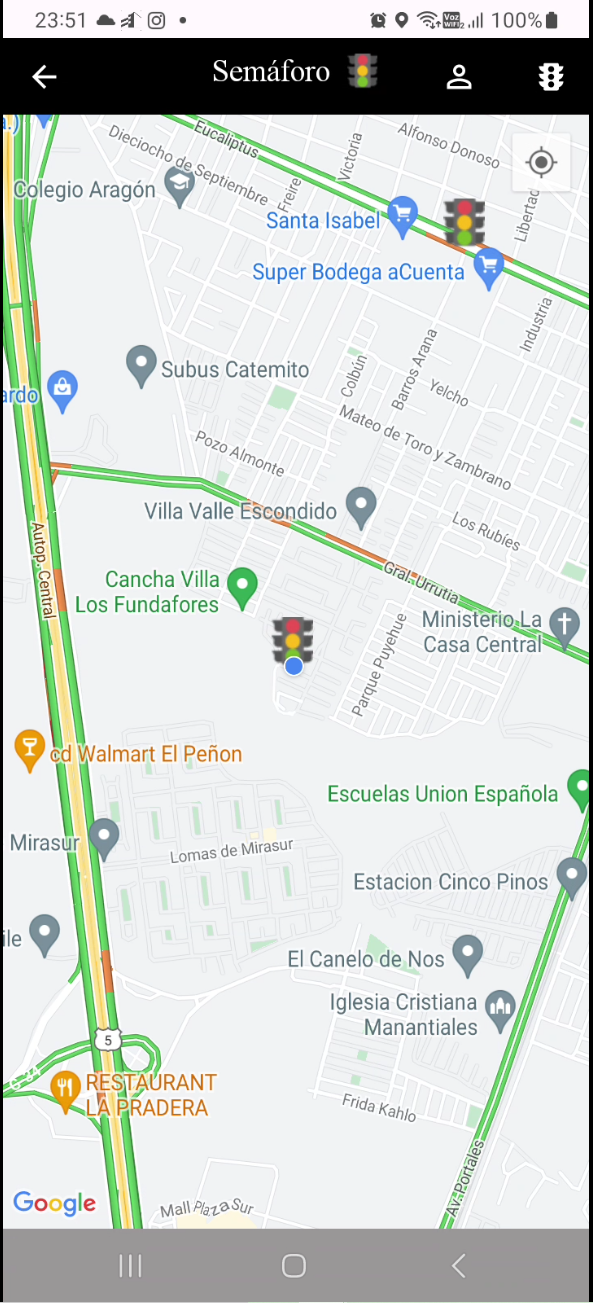 23:51
Voz
WiFi2
100%
Semáforo
a.)
Eucaliptus
Alfonso Donoso
Dieciocho de Septiembre
Victoria
Freire
Libertad
Colegio Aragón
Santa Isabel
Super Bodega aCuenta
Industria
Subus Catemito
Colbún
Barros Arana
Yelcho
ardo
Mateo de Toro y Zambrano
Pozo Almonte
Villa Valle Escondido
Los Rubíes
Autop. Central
Gral. Urrutia
Cancha Villa
Los Fundafores
Ministerio La
Casa Central
Parque Puyehue
cd Walmart El Peñon
Escuelas Union Española
Mirasur
Lomas de Mirasur
Estacion Cinco Pinos
ile
El Canelo de Nos
Iglesia Cristiana
Manantiales
5
G-34
RESTAURANT
LA PRADERA
Frida Kahlo
Av. Portales
Google
Mall Plaza Sur